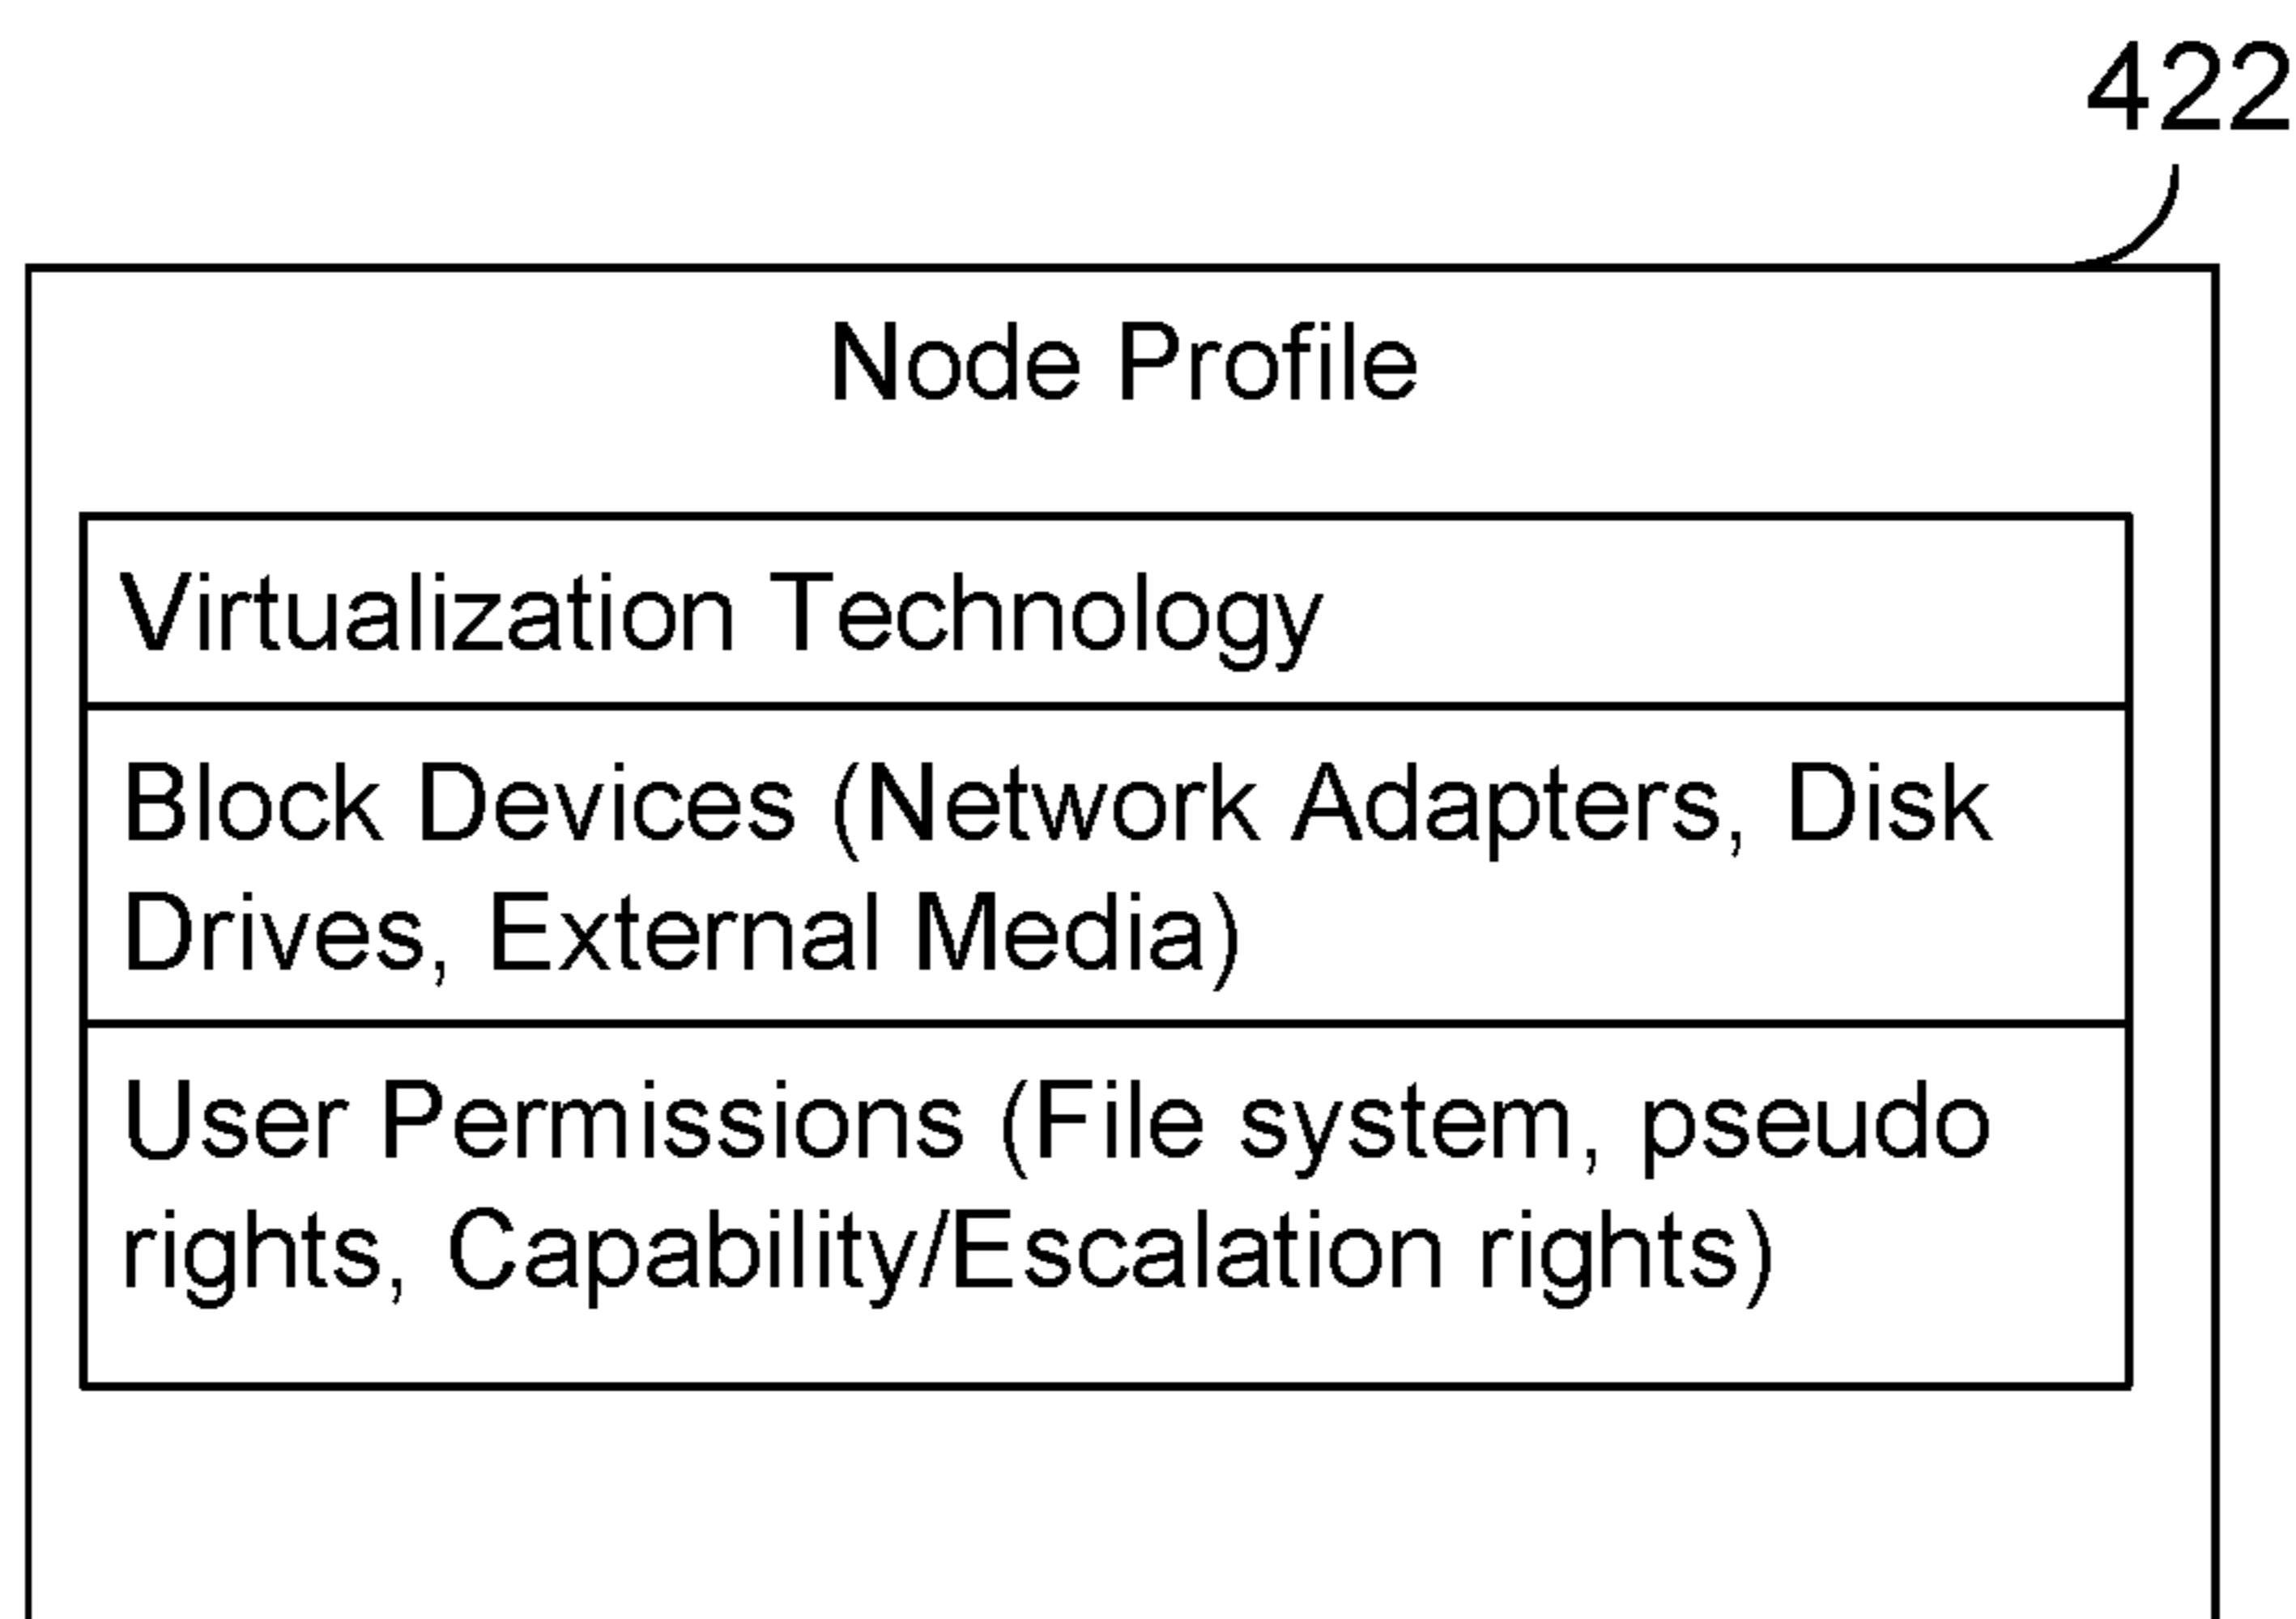 422
Node Profile
Virtualization Technology
Block Devices (Network Adapters, Disk
Drives, External Media)
User Permissions (File system, pseudo
rights, Capability/Escalation rights)